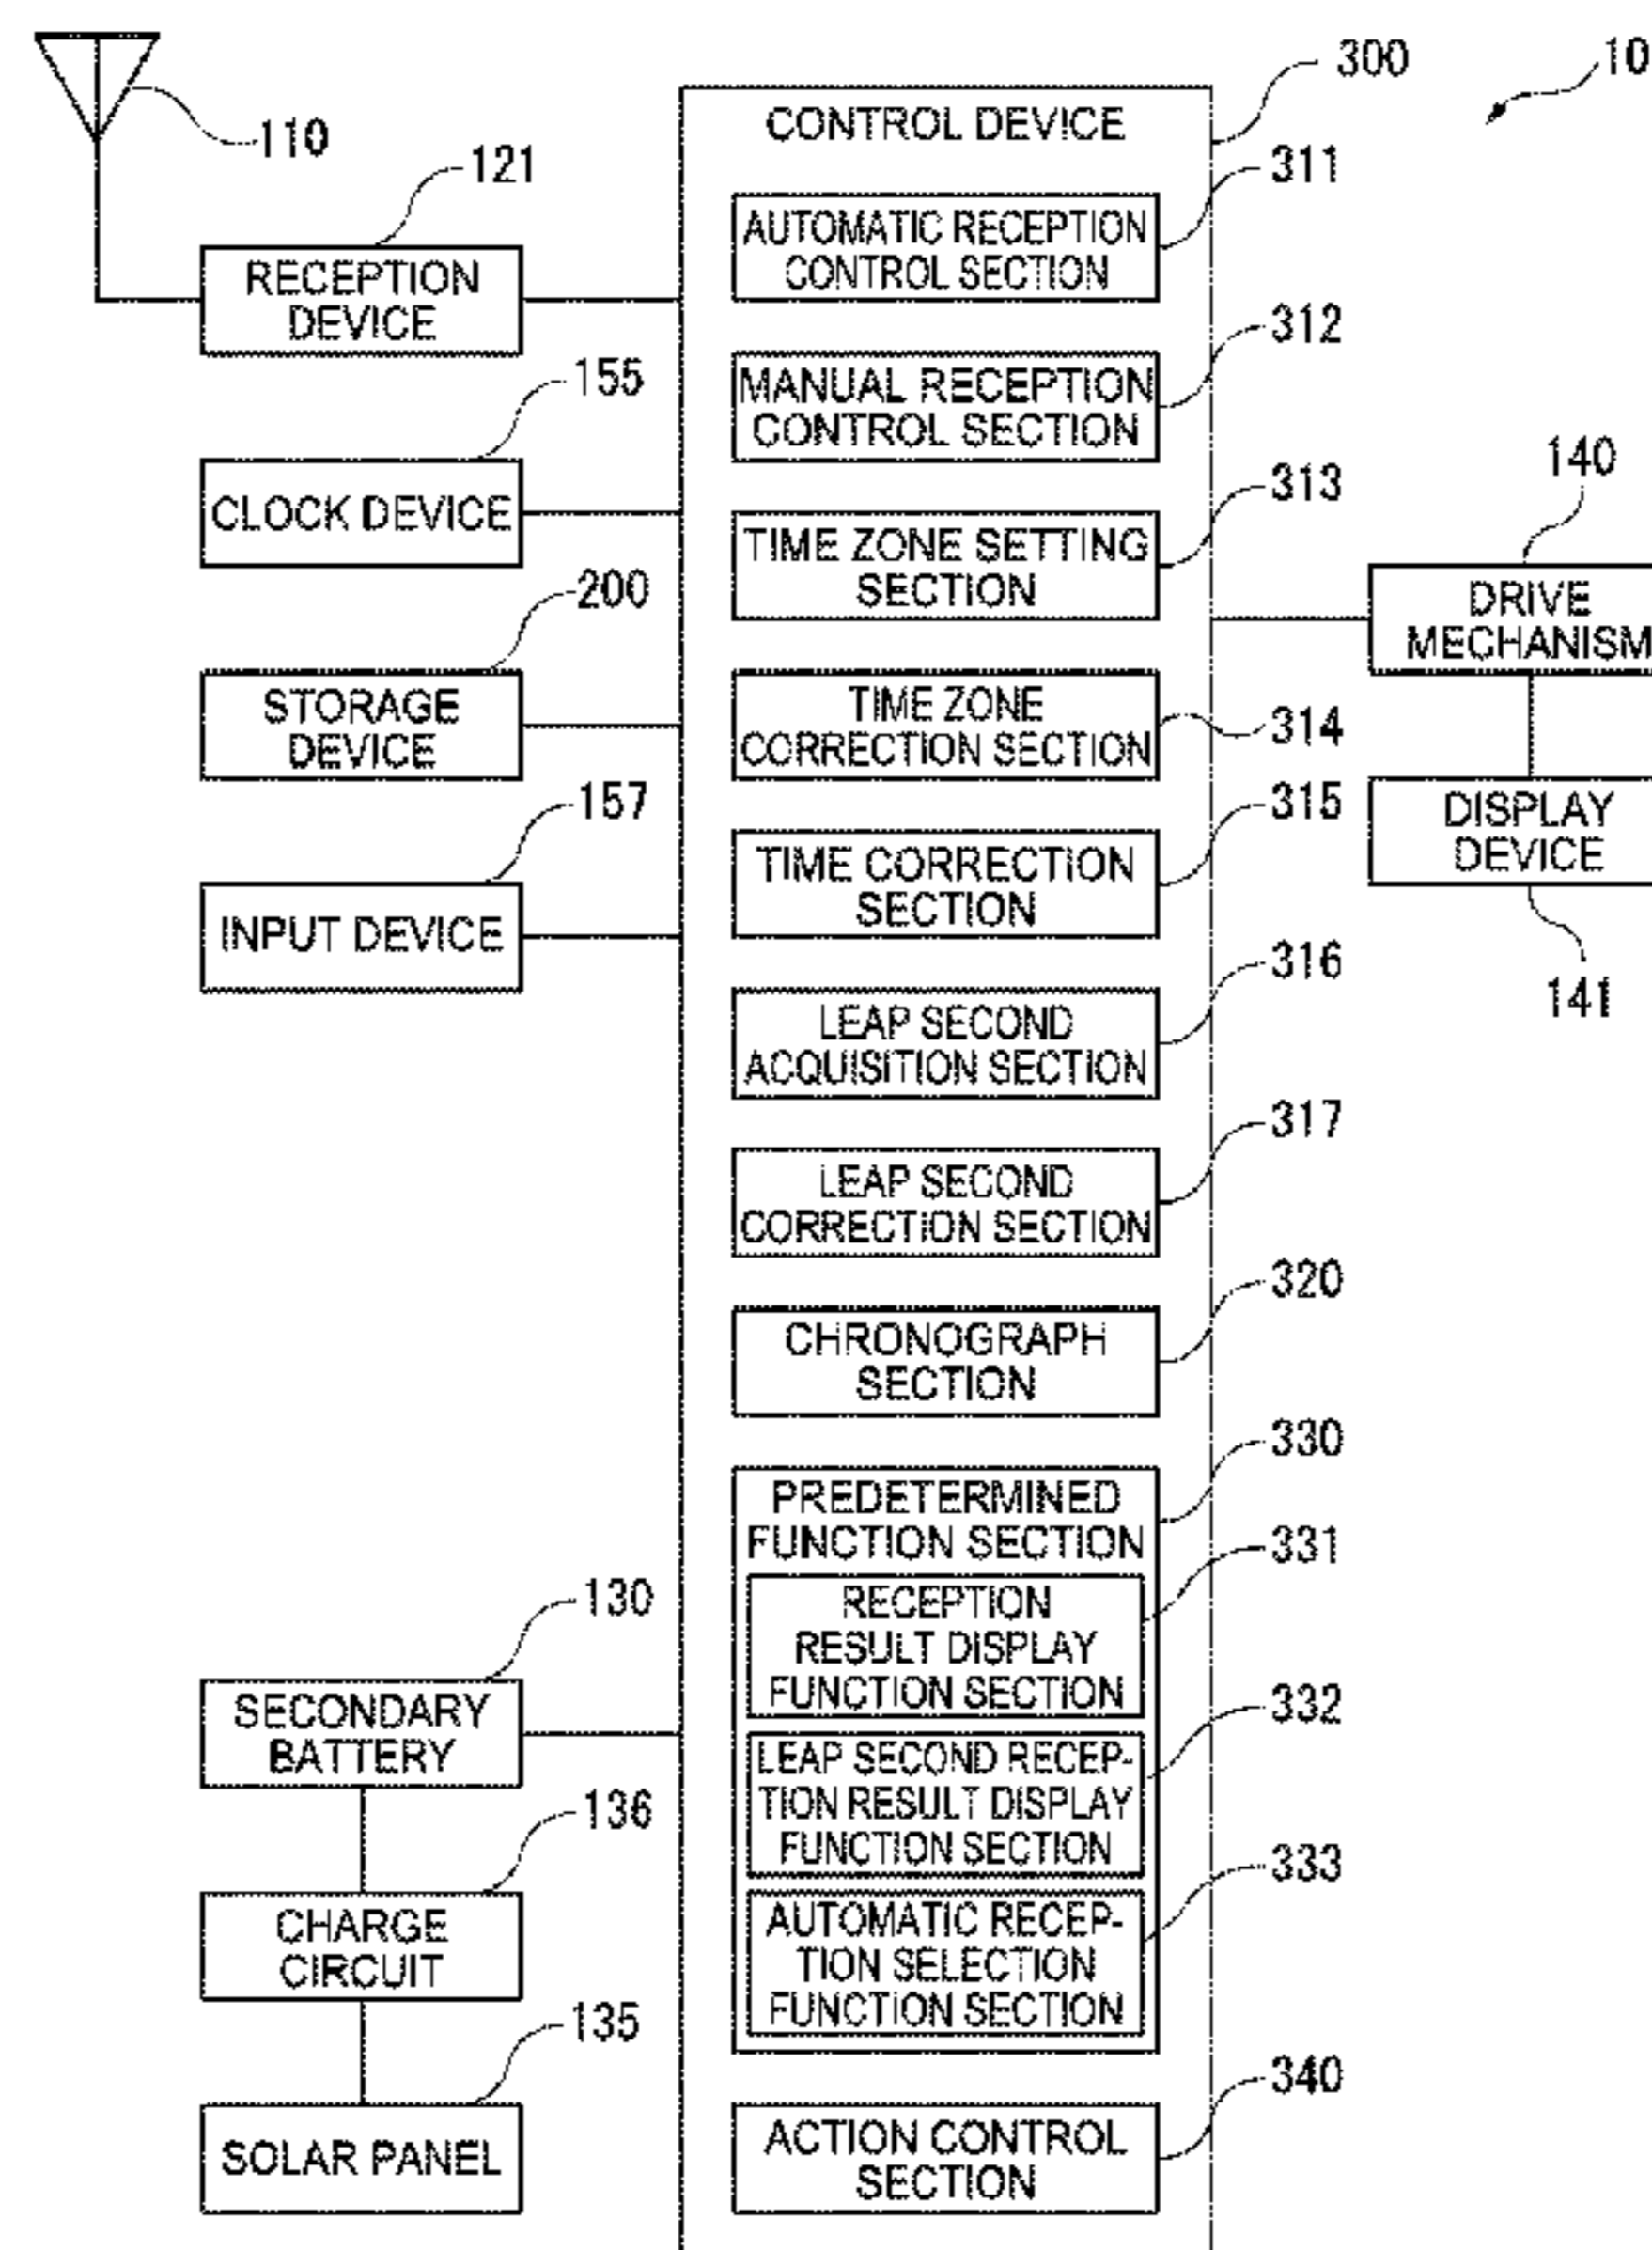 300
10
CONTROL DEVICE
110
121
311
AUTOMATIC RECEPTION
CONTROL SECTION
RECEPTION
DEVICE
312
155
MANUAL RECEPTION
CONTROL SECTION
CLOCK DEVICE
313
140
TIME ZONE SETTING
SECTION
200
DRIVE
MECHANISM
STORAGE
DEVICE
TIME ZONE
CORRECTION SECTION
314
157
315
DISPLAY
DEVICE
TIME CORRECTION
SECTION
INPUT DEVICE
316
141
LEAP SECOND
ACQUISITION SECTION
317
LEAP SECOND
CORRECTION SECTION
320
CHRONOGRAPH
SECTION
330
PREDETERMINED
FUNCTION SECTION
331
RECEPTION
RESULT DISPLAY
FUNCTION SECTION
130
SECONDARY
BATTERY
332
LEAP SECOND RECEP-
TION RESULT DISPLAY
FUNCTION SECTION
136
333
CHARGE
CIRCUIT
AUTOMATIC RECEP-
TION SELECTION
FUNCTION SECTION
135
340
SOLAR PANEL
ACTION CONTROL
SECTION